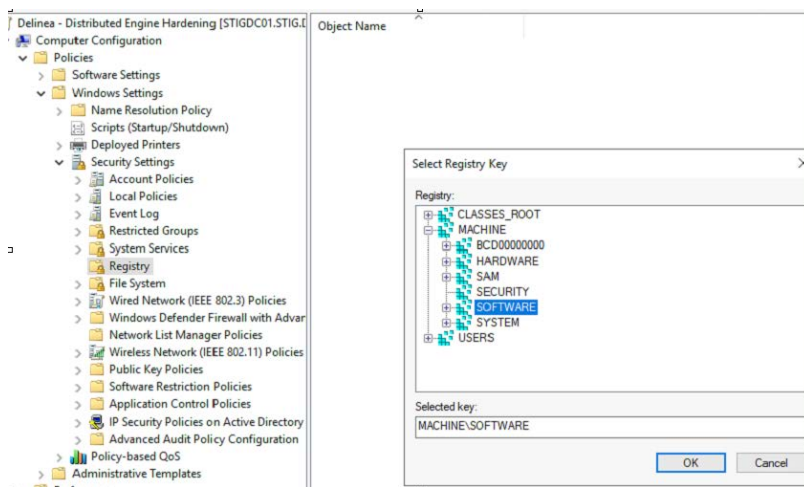 Delinea - Distributed Engine Hardening [STIGDC01.STIG.D
Computer Configuration
Policies
Software Settings
Windows Settings
Name Resolution Policy
Scripts (Startup/Shutdown)
Deployed Printers
Security Settings
Account Policies
Local Policies
Event Log
Restricted Groups
System Services
Registry
File System
Wired Network (IEEE 802.3) Policies
Windows Defender Firewall with Advan
Network List Manager Policies
Wireless Network (IEEE 802.11) Policies
Public Key Policies
Software Restriction Policies
Application Control Policies
IP Security Policies on Active Directory
Advanced Audit Policy Configuration
Policy-based QoS
Administrative Templates
Object Name
Select Registry Key
Registry:
CLASSES_ROOT
MACHINE
BCD00000000
HARDWARE
SAM
SECURITY
SOFTWARE
SYSTEM
USERS
Selected key:
MACHINE\SOFTWARE
OK Cancel